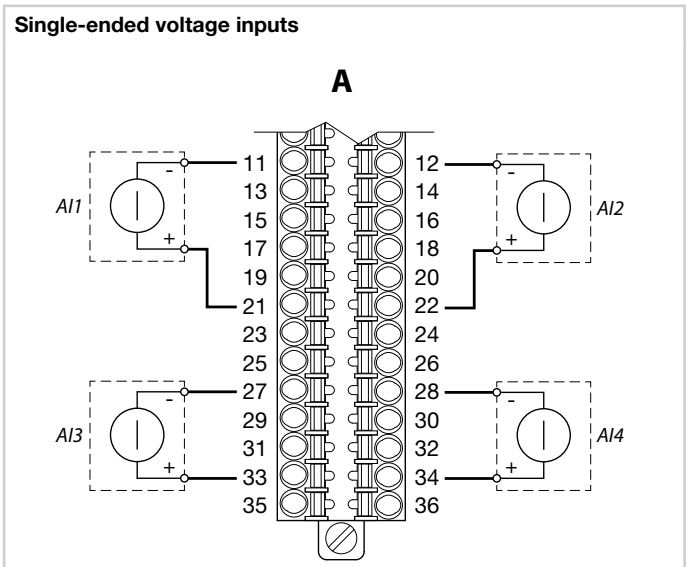 Single-ended voltage inputs
A
11 12
- -
13 14
AI1 15 16 AI2
+ 17 18 +
19 20
21 22
23 24
25 26
27 28
- -
29 30
AI3 31 32 AI4
+ 33 34 +
35 36